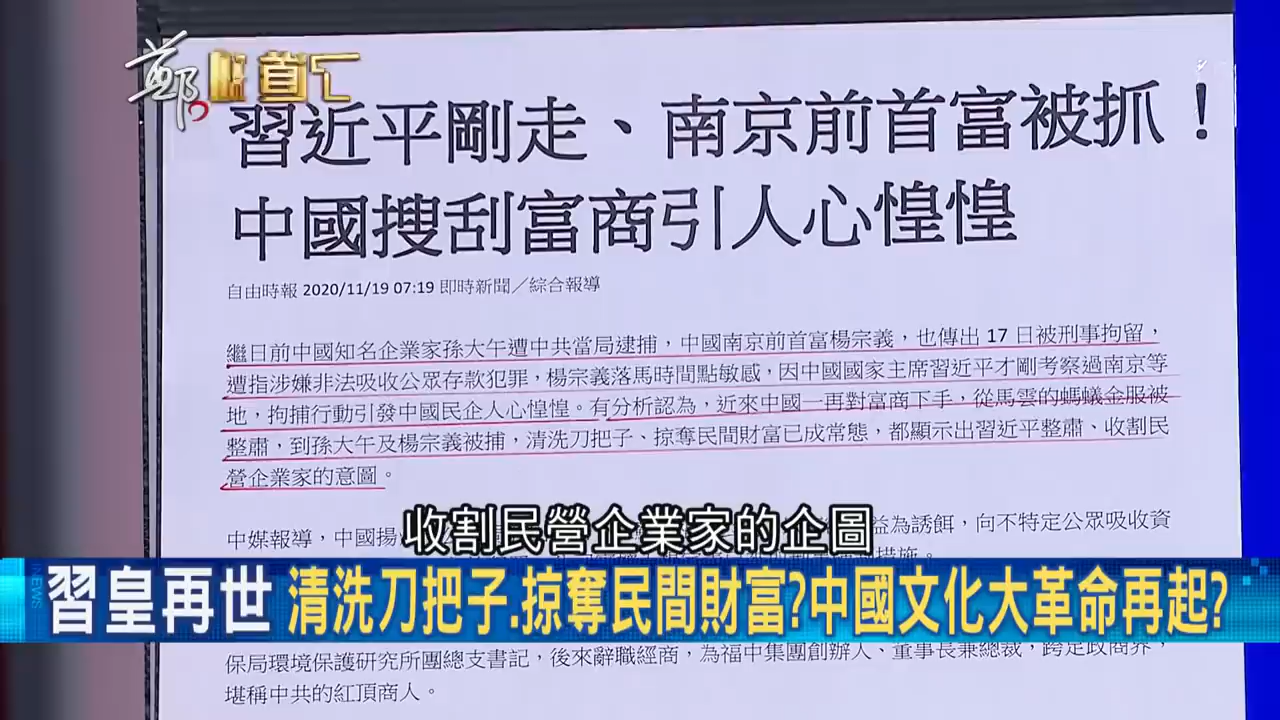 鄭 首
習近平剛走、南京前首富被抓！
中國搜刮富商引人心惶惶
自由時報 2020/11/19 07:19 即時新聞／綜合報導
繼日前中國知名企業家孫大午遭中共當局逮捕，中國南京前首富楊宗義，也傳出 17 日被刑事拘留，
遭指涉嫌非法吸收公眾存款犯罪，楊宗義落馬時間點敏感，因中國國家主席習近平才剛考察過南京等
地，拘捕行動引發中國民企人心惶惶。有分析認為，近來中國一再對富商下手，從馬雲的螞蟻金服被
整肅，到孫大午及楊宗義被捕，清洗刀把子、掠奪民間財富已成常態，都顯示出習近平整肅、收割民
營企業家的意圖。
中媒報導，中國揚 益為誘餌，向不特定公眾吸收資
收割民營企業家的企圖
措施。
NEWS
習皇再世 清洗刀把子.掠奪民間財富?中國文化大革命再起?
保局環境保護研究所團總支書記，後來辭職經商，為福中集團創辦人、董事長兼總裁，跨足政商界，
堪稱中共的紅頂商人。